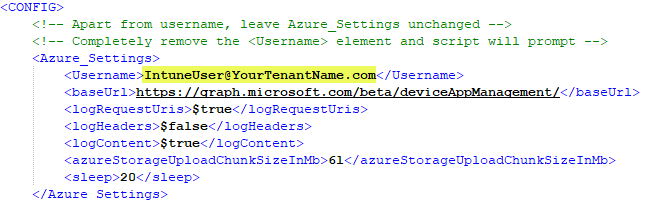 <CONFIG>
<!-- Apart from username, leave Azure_Settings unchanged -->
<!-- Completely remove the <Username> element and script will prompt -->
<Azure_Settings>
<Username>IntuneUser@YourTenantName.com</Username>
<baseUrl>https://graph.microsoft.com/beta/deviceAppManagement/</baseUrl>
<logRequestUris>$true</logRequestUris>
<logHeaders>$false</logHeaders>
<logContent>$true</logContent>
<azureStorageUploadChunkSizeInMb>6l</azureStorageUploadChunkSizeInMb>
<sleep>20</sleep>
</Azure_Settings>